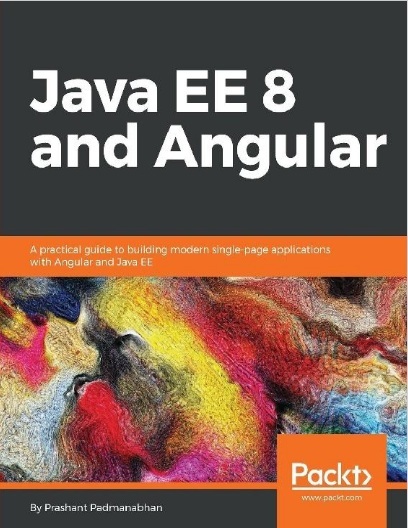 Java EE 8
and Angular
A practical guide to building modern single-page applications
with Angular and Java EE
Packt>
www.packt.com
By Prashant Padmanabhan